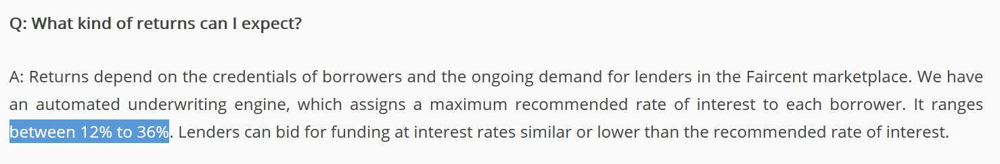 Q: What kind of returns can I expect?
A: Returns depend on the credentials of borrowers and the ongoing demand for lenders in the Faircent marketplace. We have
an automated underwriting engine, which assigns a maximum recommended rate of interest to each borrower. It ranges
between 12% to 36%. Lenders can bid for funding at interest rates similar or lower than the recommended rate of interest.